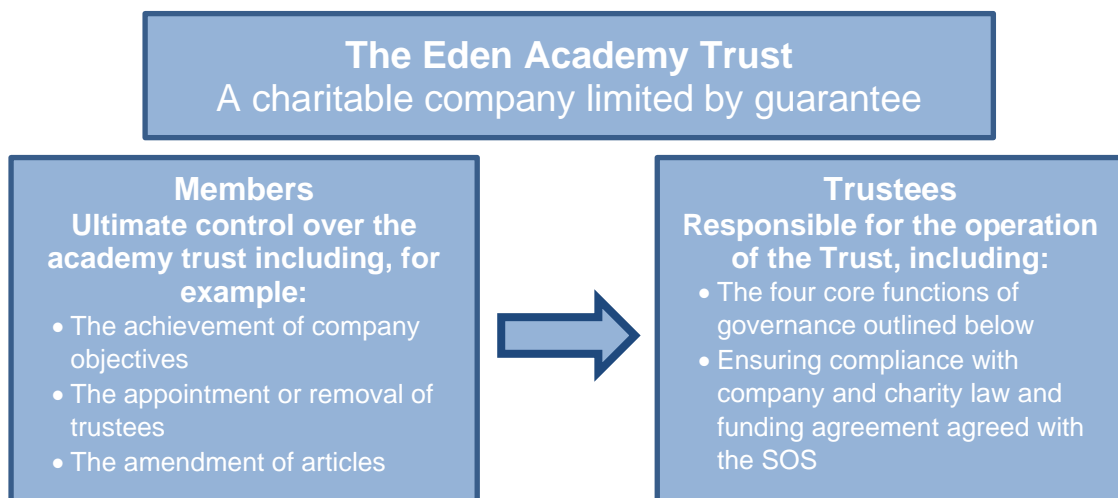 The Eden Academy Trust
A charitable company limited by guarantee
Members
Ultimate control over the
academy trust including, for
example:
• The achievement of company
objectives
• The appointment or removal of
trustees
• The amendment of articles
Trustees
Responsible for the operation
of the Trust, including:
• The four core functions of
governance outlined below
• Ensuring compliance with
company and charity law and
funding agreement agreed with
the SOS